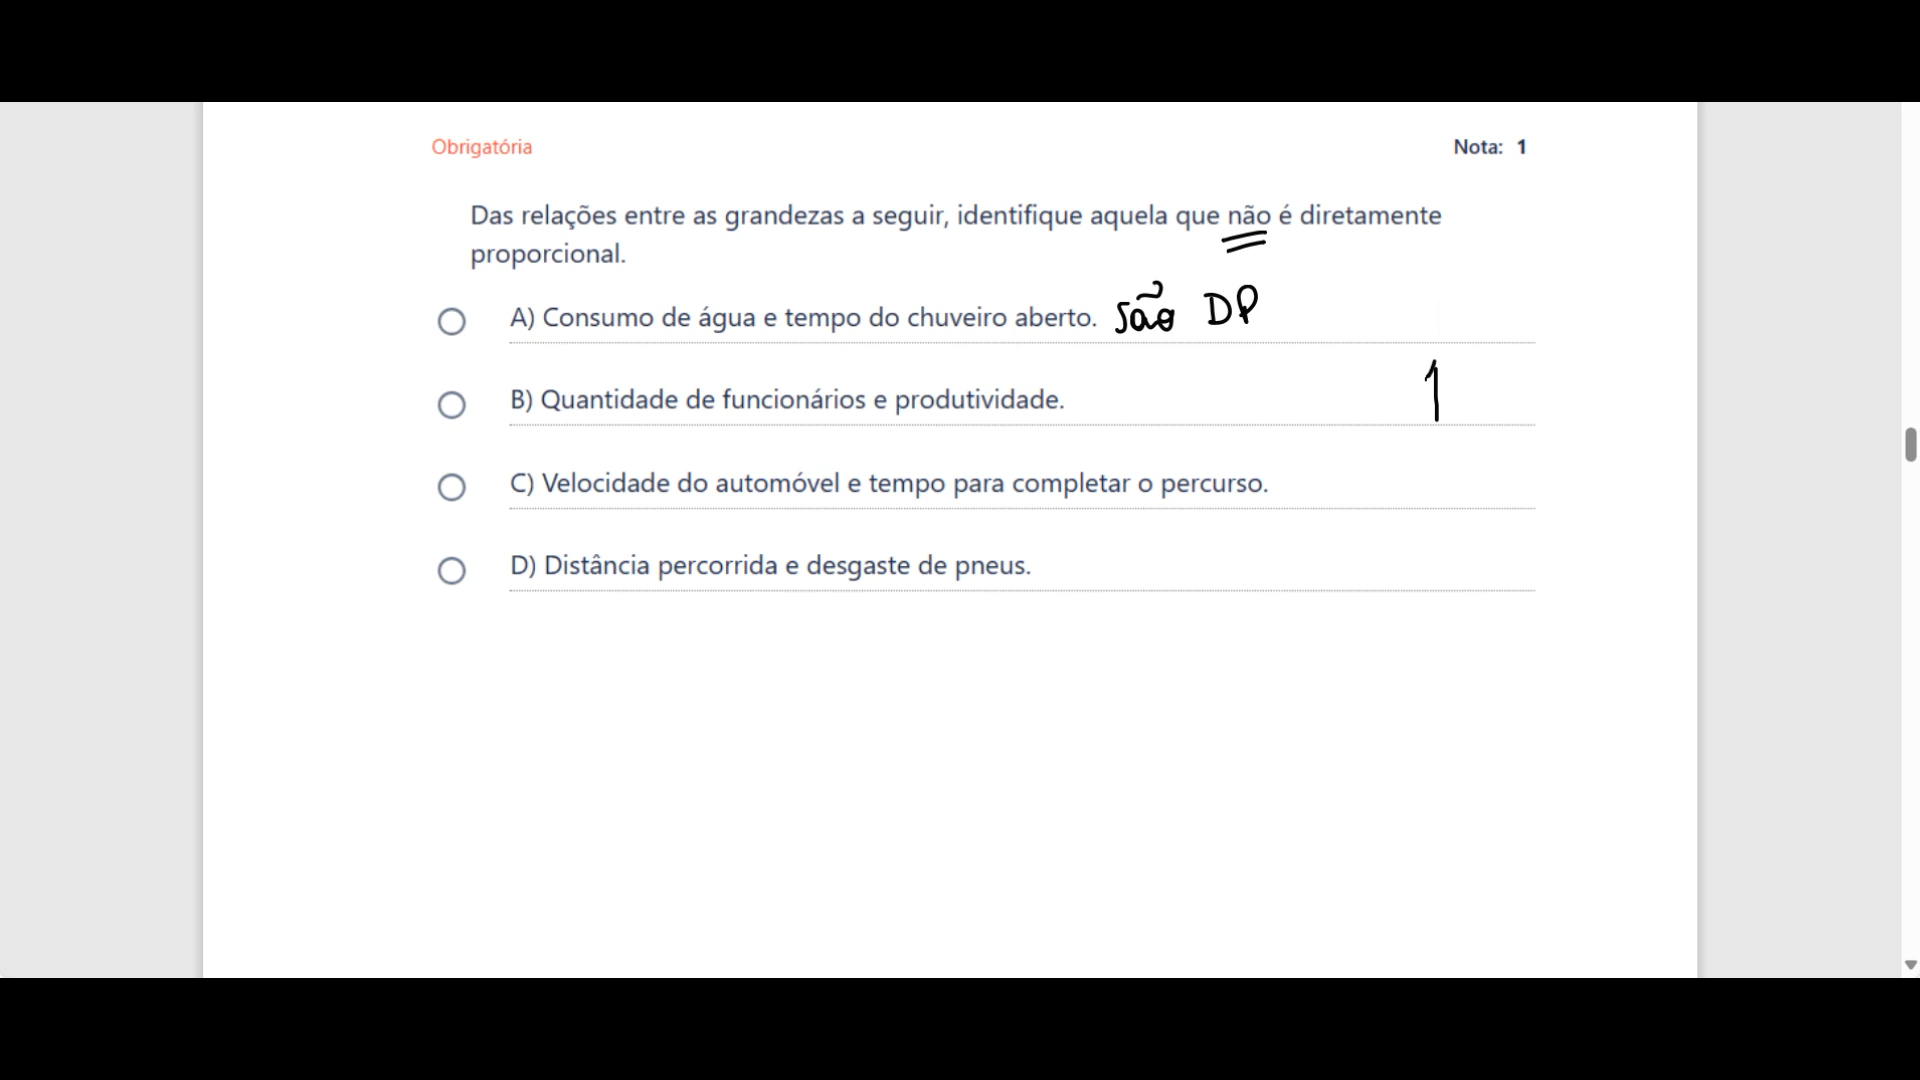 Obrigatória Nota: 1
Das relações entre as grandezas a seguir, identifique aquela que não é diretamente
proporcional.
A) Consumo de água e tempo do chuveiro aberto. são DP
B) Quantidade de funcionários e produtividade. 1
C) Velocidade do automóvel e tempo para completar o percurso.
D) Distância percorrida e desgaste de pneus.